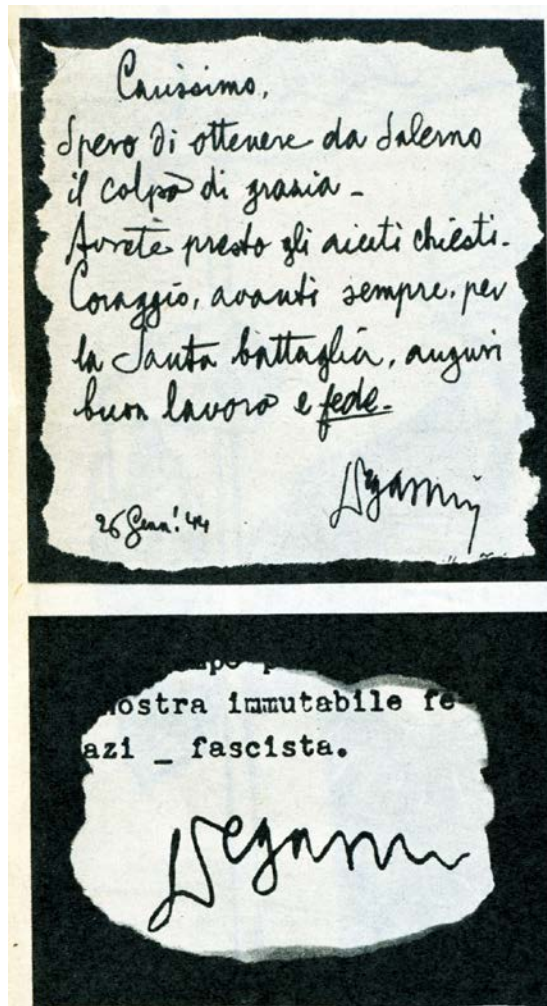 Carissimo,
Spero di ottenere da Salerno
il colpo di grazia -
Avrete presto gli aiuti chiesti.
Coraggio, avanti sempre, per
la Santa battaglia, auguri
buon lavoro e fede.
26 Genn! 44
mpo p
nostra immutabile fe
azi _ fascista.